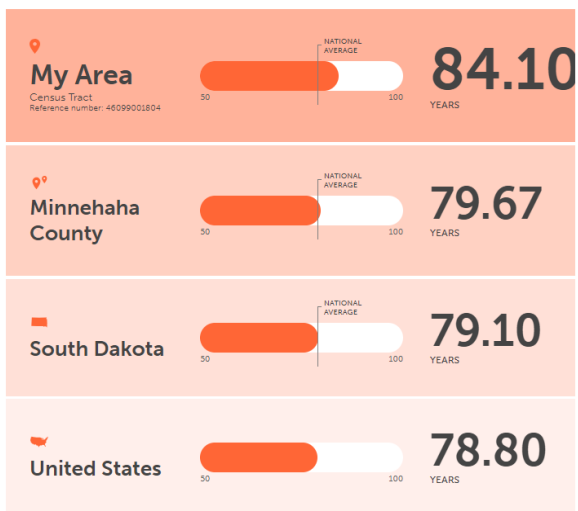 NATIONAL
AVERAGE
My Area
Census Tract
Reference number: 46099001804
50
100
84.10
YEARS
NATIONAL
AVERAGE
Minnehaha
County
50
100
79.67
YEARS
NATIONAL
AVERAGE
South Dakota
50
100
79.10
YEARS
United States
50
100
78.80
YEARS